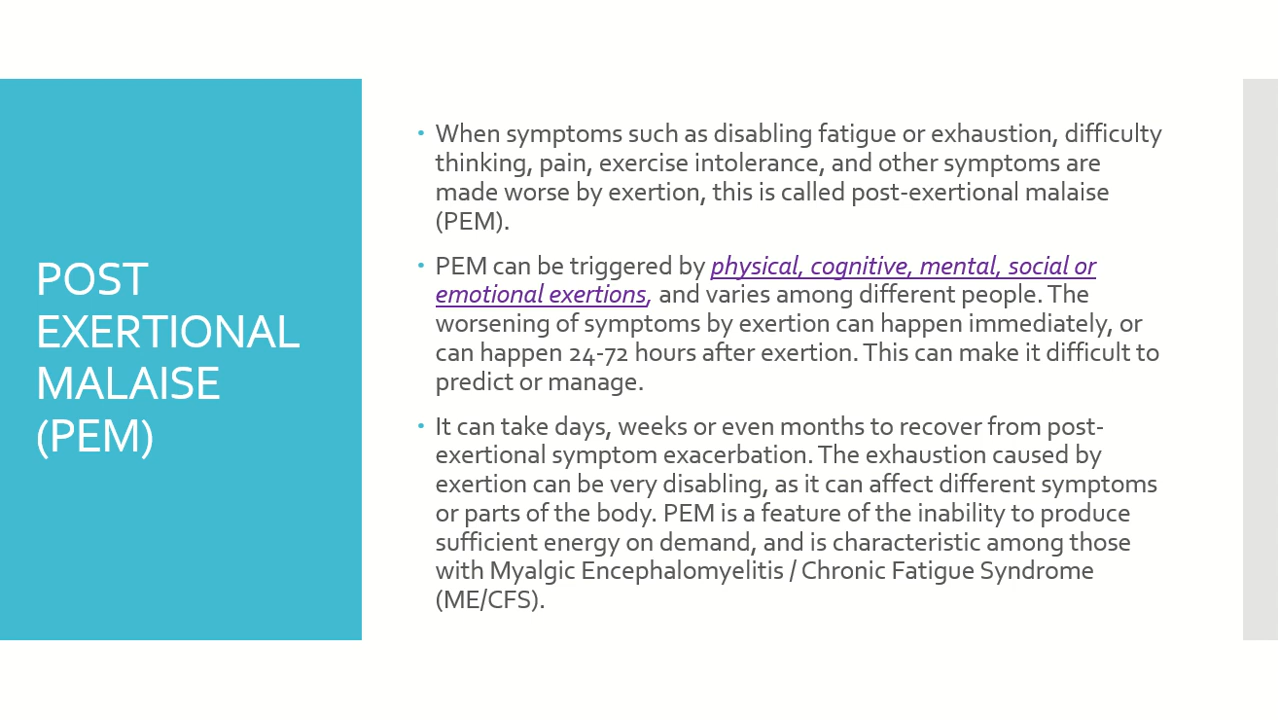 POST
EXERTIONAL
MALAISE
(PEM)
• When symptoms such as disabling fatigue or exhaustion, difficulty
thinking, pain, exercise intolerance, and other symptoms are
made worse by exertion, this is called post-exertional malaise
(PEM).
• PEM can be triggered by physical, cognitive, mental, social or
emotional exertions, and varies among different people. The
worsening of symptoms by exertion can happen immediately, or
can happen 24-72 hours after exertion. This can make it difficult to
predict or manage.
• It can take days, weeks or even months to recover from post-
exertional symptom exacerbation. The exhaustion caused by
exertion can be very disabling, as it can affect different symptoms
or parts of the body. PEM is a feature of the inability to produce
sufficient energy on demand, and is characteristic among those
with Myalgic Encephalomyelitis / Chronic Fatigue Syndrome
(ME/CFS).